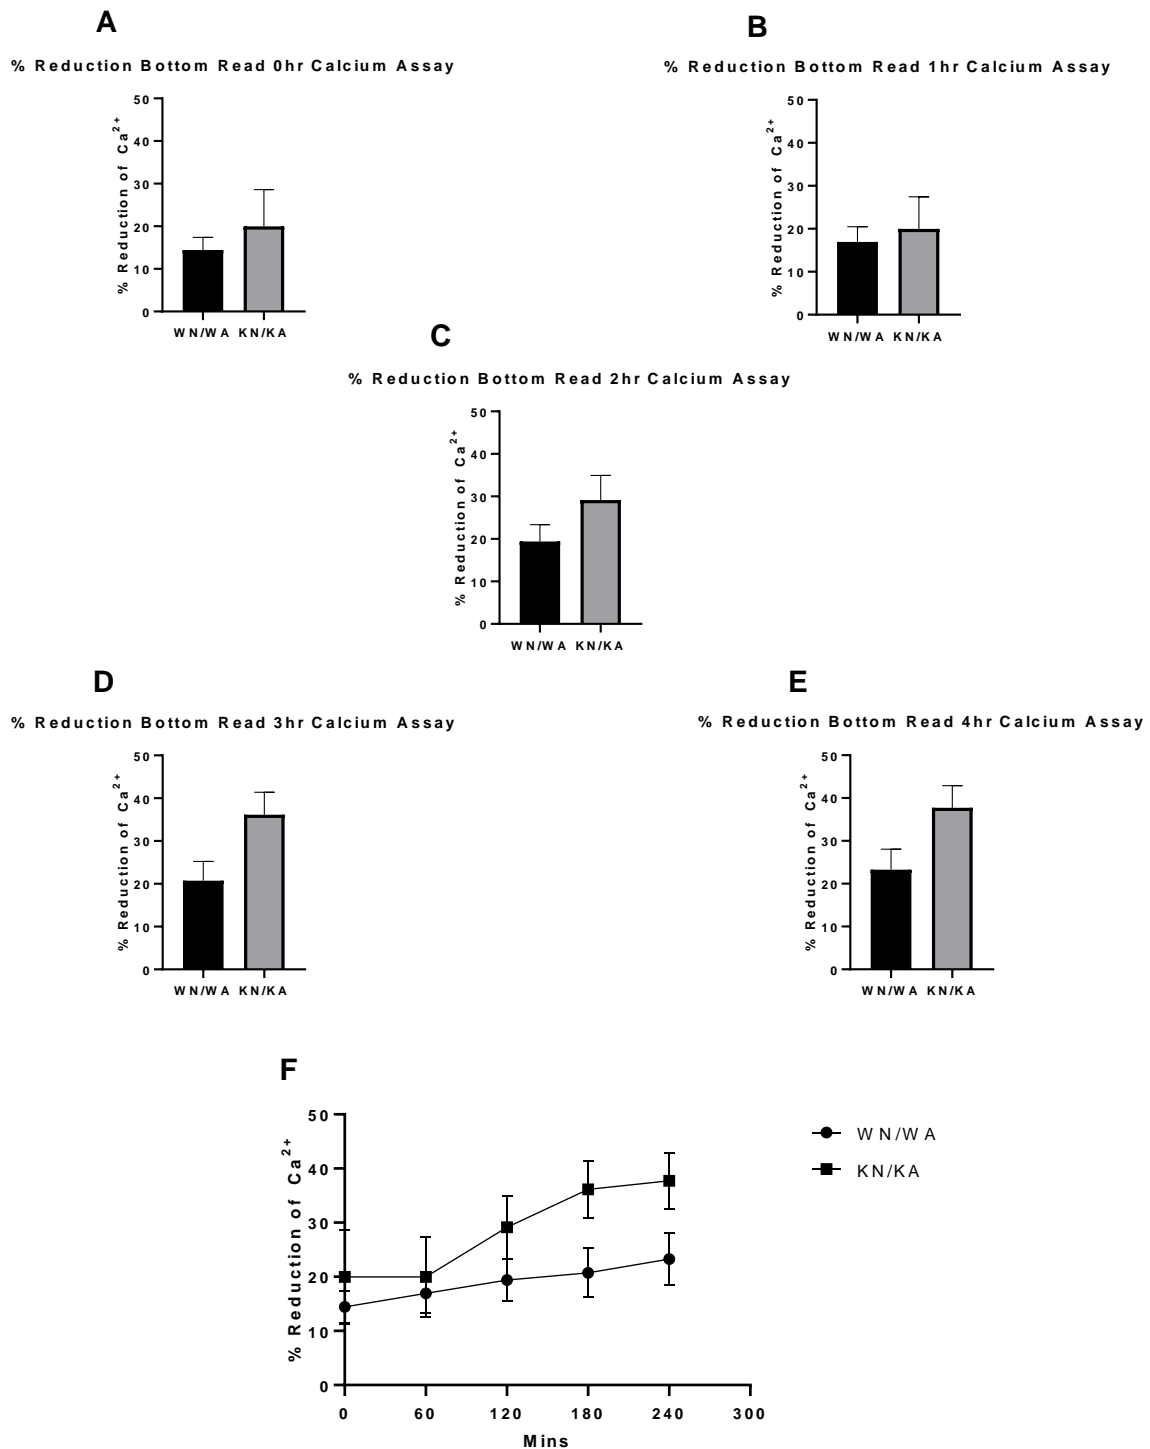 A
% Reduction Bottom Read 0hr Calcium Assay
% Reduction of Ca2+
50
40
30
20
10
0
WN/WA KN/KA
B
% Reduction Bottom Read 1hr Calcium Assay
% Reduction of Ca2+
50
40
30
20
10
0
WN/WA KN/KA
C
% Reduction Bottom Read 2hr Calcium Assay
% Reduction of Ca2+
50
40
30
20
10
0
WN/WA KN/KA
D
% Reduction Bottom Read 3hr Calcium Assay
% Reduction of Ca2+
50
40
30
20
10
0
WN/WA KN/KA
E
% Reduction Bottom Read 4hr Calcium Assay
% Reduction of Ca2+
50
40
30
20
10
0
WN/WA KN/KA
F
% Reduction of Ca2+
50
40
30
20
10
0
0 60 120 180 240 300
Mins
WN/WA
KN/KA